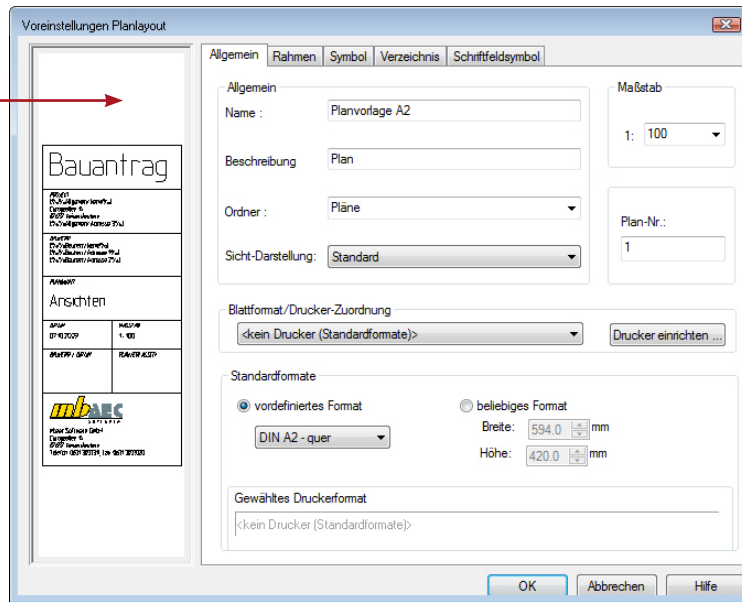 Voreinstellungen Planlayout
Allgemein Rahmen Symbol Verzeichnis Schriftfeldsymbol
Allgemein
Name : Planvorlage A2
Beschreibung Plan
Ordner : Pläne
Sicht-Darstellung: Standard
Maßstab
1: 100
Plan-Nr.:
1
Blattformat/Drucker-Zuordnung
<kein Drucker (Standardformate)> Drucker einrichten ...
Standardformate
vordefiniertes Format beliebiges Format
DIN A2 - quer
Breite: 594.0 mm
Höhe: 420.0 mm
Gewähltes Druckerformat
<kein Drucker (Standardformate)>
OK Abbrechen Hilfe
Bauantrag
Ansichten
1: 100
mb AEC
SOFTWARE